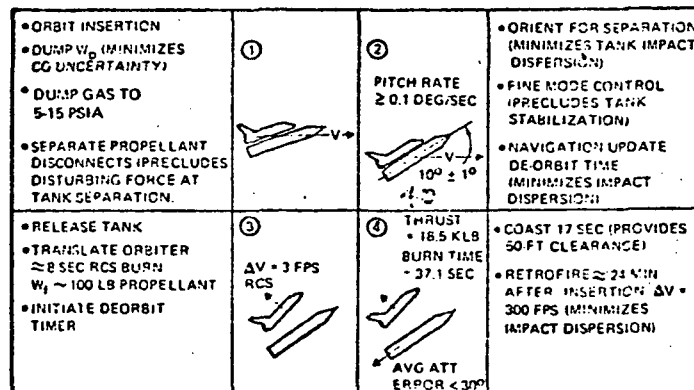 • ORBIT INSERTION
• DUMP Wp (MINIMIZES
CG UNCERTAINTY)
• DUMP GAS TO
5-15 PSIA
• SEPARATE PROPELLANT
DISCONNECTS (PRECLUDES
DISTURBING FORCE AT
TANK SEPARATION.
1
V
2
PITCH RATE
≥ 0.1 DEG/SEC
V
10° ± 1°
• ORIENT FOR SEPARATION
(MINIMIZES TANK IMPACT
DISPERSION)
• FINE MODE CONTROL
(PRECLUDES TANK
STABILIZATION)
• NAVIGATION UPDATE
DE-ORBIT TIME
(MINIMIZES IMPACT
DISPERSION)
• RELEASE TANK
• TRANSLATE ORBITER
≈ 8 SEC RCS BURN
Wf ~ 100 LB PROPELLANT
• INITIATE DEORBIT
TIMER
3
ΔV = 3 FPS
RCS
4
THRUST
= 18.5 KLB
BURN TIME
= 37.1 SEC
AVG ATT
ERROR < 30°
• COAST 17 SEC (PROVIDES
50-FT CLEARANCE)
• RETROFIRE ≈ 24 MIN
AFTER INSERTION ΔV =
300 FPS (MINIMIZES
IMPACT DISPERSION)